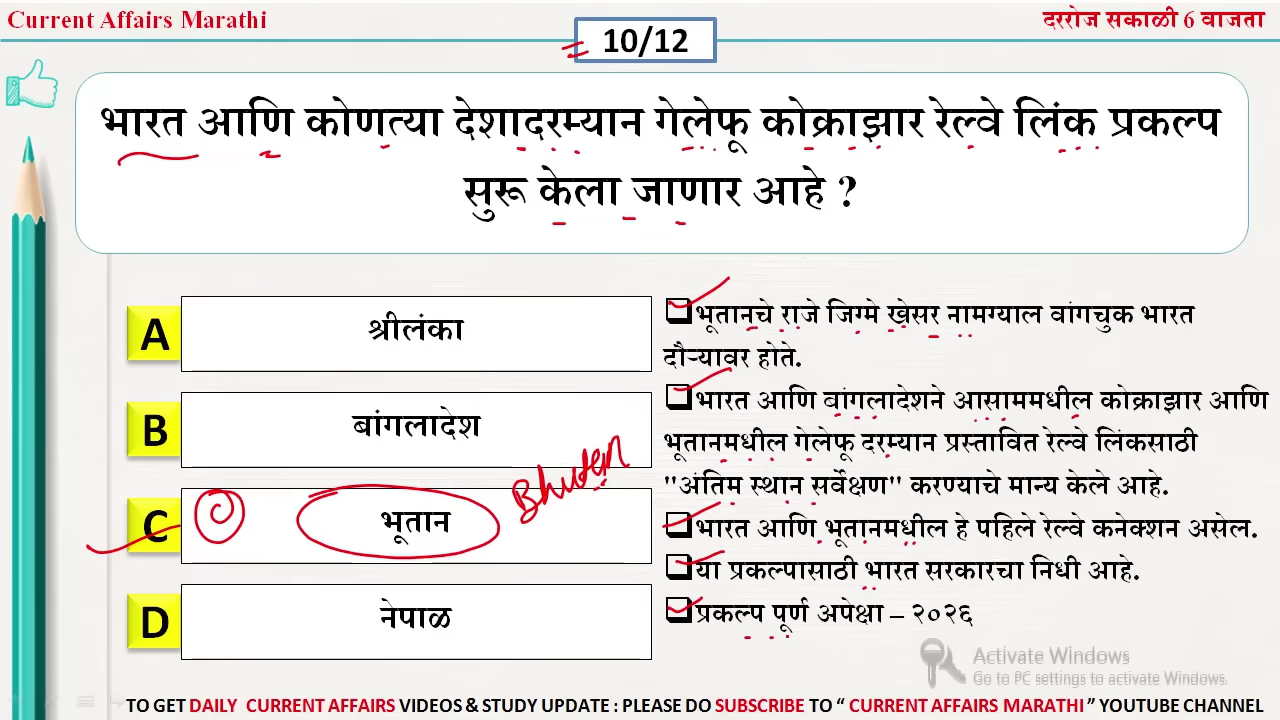 Current Affairs Marathi
दररोज सकाळी 6 वाजता
10/12
भारत आणि कोणत्या देशादरम्यान गेलेफू कोक्राझार रेल्वे लिंक प्रकल्प
सुरू केला जाणार आहे ?
A
श्रीलंका
B
बांगलादेश
Bhutan
C
भूतान
D
नेपाळ
भूतानचे राजे जिग्मे खेसर नामग्याल वांगचुक भारत
दौऱ्यावर होते.
भारत आणि बांगलादेशने आसाममधील कोक्राझार आणि
भूतानमधील गेलेफू दरम्यान प्रस्तावित रेल्वे लिंकसाठी
"अंतिम स्थान सर्वेक्षण" करण्याचे मान्य केले आहे.
भारत आणि भूतानमधील हे पहिले रेल्वे कनेक्शन असेल.
या प्रकल्पासाठी भारत सरकारचा निधी आहे.
प्रकल्प पूर्ण अपेक्षा – २०२६
Activate Windows
Go to PC settings to activate Windows.
TO GET DAILY CURRENT AFFAIRS VIDEOS & STUDY UPDATE : PLEASE DO SUBSCRIBE TO “ CURRENT AFFAIRS MARATHI ” YOUTUBE CHANNEL